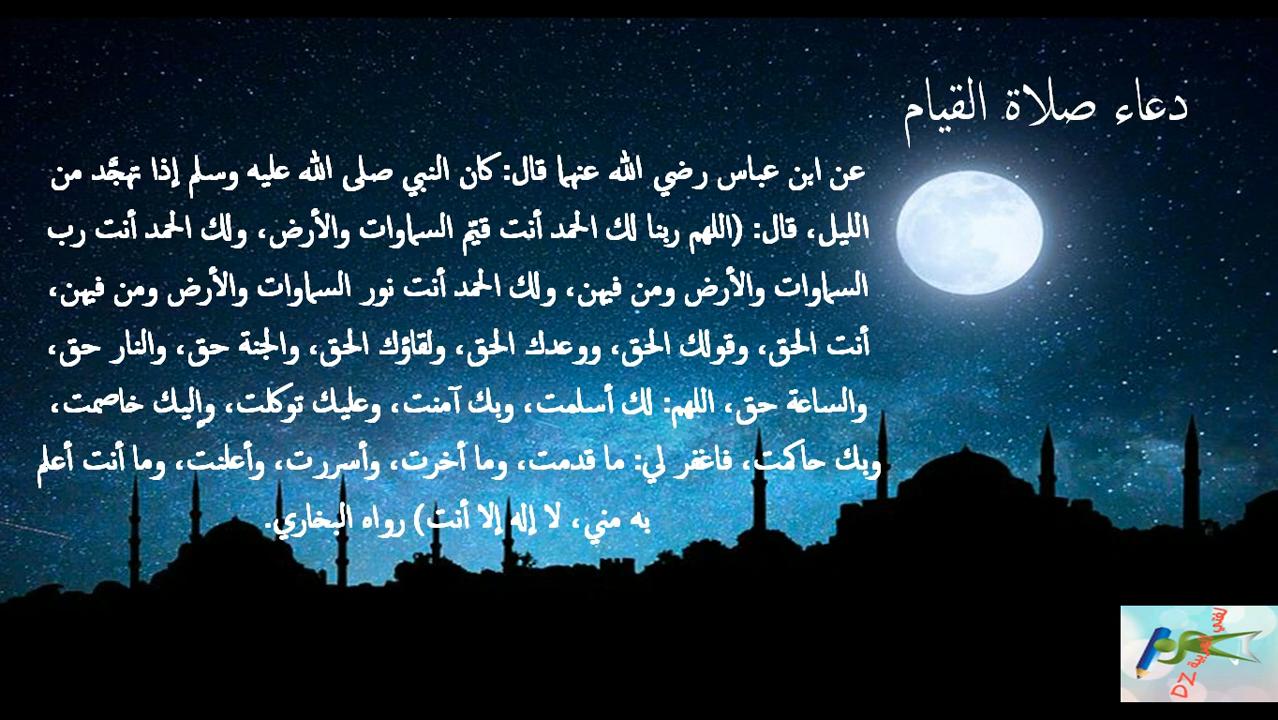 دعاء صلاة القيام
عن ابن عباس رضي الله عنهما قال: كان النبي صلى الله عليه وسلم إذا تهجَّد من
الليل، قال: (اللهم ربنا لك الحمد أنت قيّم السماوات والأرض، ولك الحمد أنت رب
السماوات والأرض ومن فيهن، ولك الحمد أنت نور السماوات والأرض ومن فيهن،
أنت الحق، وقولك الحق، ووعدك الحق، ولقاؤك الحق، والجنة حق، والنار حق،
والساعة حق، اللهم: لك أسلمت، وبك آمنت، وعليك توكلت، وإليك خاصمت،
وبك حاكمت، فاغفر لي: ما قدمت، وما أخرت، وأسررت، وأعلنت، وما أنت أعلم
به مني، لا إله إلا أنت) رواه البخاري.
لغتي العربية DZ